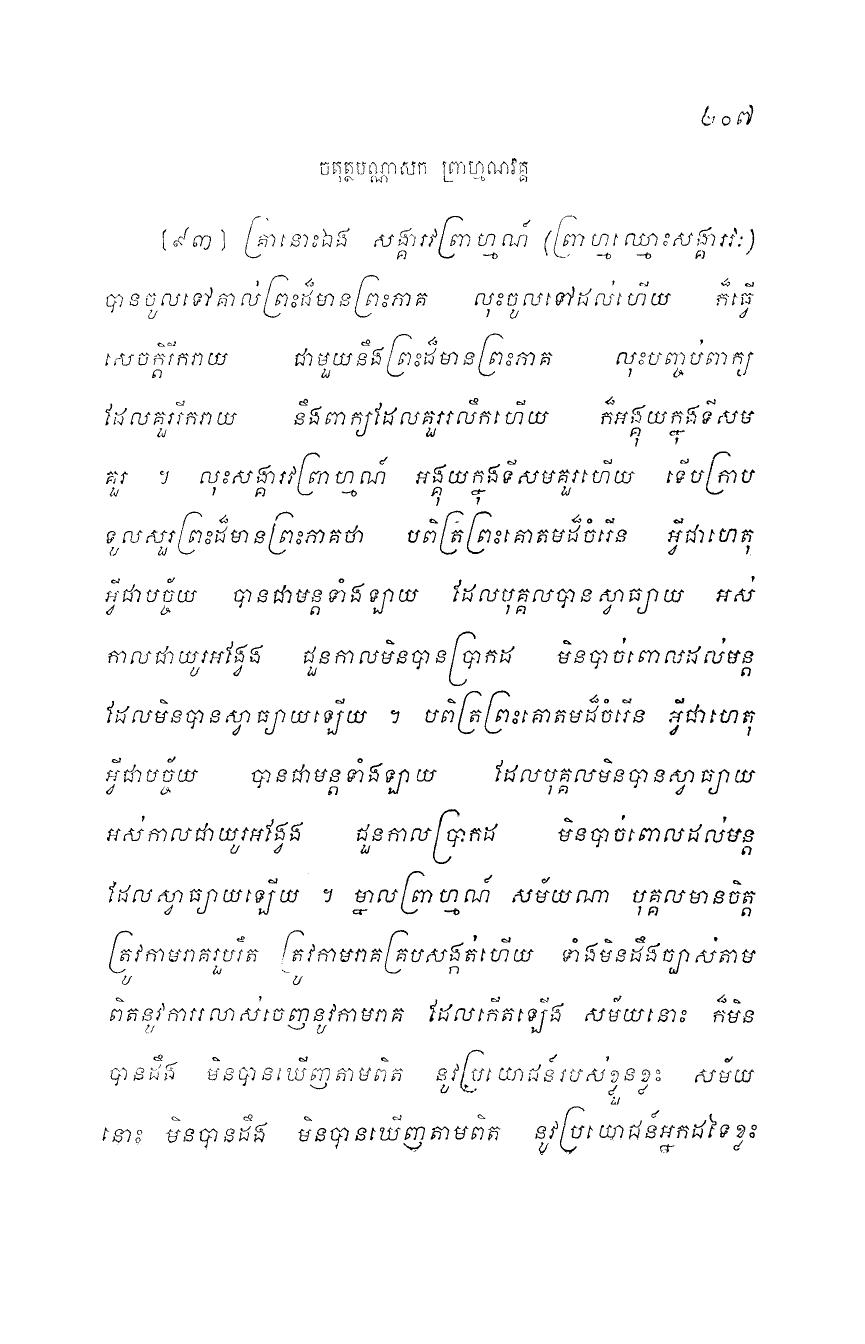 ៤០៧
ចតុត្ថបណ្ណាសក ព្រាហ្មណវគ្គ
[៩៣] គ្រានោះឯង សង្គារវព្រាហ្មណ៍ (ព្រាហ្មឈ្មោះសង្គារវៈ)
បានចូលទៅគាល់ព្រះដ៏មានព្រះភាគ លុះចូលទៅដល់ហើយ ក៏ធ្វើ
សេចក្តីរីករាយ ជាមួយនឹងព្រះដ៏មានព្រះភាគ លុះបញ្ចប់ពាក្យ
ដែលគួររីករាយ នឹងពាក្យដែលគួររលឹកហើយ ក៏អង្គុយក្នុងទីសម
គួរ ។ លុះសង្គារវព្រាហ្មណ៍ អង្គុយក្នុងទីសមគួរហើយ ទើបក្រាប
ទូលសួរព្រះដ៏មានព្រះភាគថា បពិត្រព្រះគោតមដ៏ចំរើន អ្វីជាហេតុ
អ្វីជាបច្ច័យ បានជាមន្តទាំងឡាយ ដែលបុគ្គលបានស្វាធ្យាយ អស់
កាលជាយូរអង្វែង ជួនកាលមិនបានប្រាកដ មិនបាច់ពោលដល់មន្ត
ដែលមិនបានស្វាធ្យាយឡើយ ។ បពិត្រព្រះគោតមដ៏ចំរើន អ្វីជាហេតុ
អ្វីជាបច្ច័យ បានជាមន្តទាំងឡាយ ដែលបុគ្គលមិនបានស្វាធ្យាយ
អស់កាលជាយូរអង្វែង ជួនកាលប្រាកដ មិនបាច់ពោលដល់មន្ត
ដែលស្វាធ្យាយឡើយ ។ ម្នាលព្រាហ្មណ៍ សម័យណា បុគ្គលមានចិត្ត
ត្រូវកាមរាគរួបរឹត ត្រូវកាមរាគគ្របសង្កត់ហើយ ទាំងមិនដឹងច្បាស់តាម
ពិតនូវការរលាស់ចេញនូវកាមរាគ ដែលកើតឡើង សម័យនោះ ក៏មិន
បានដឹង មិនបានឃើញតាមពិត នូវប្រយោជន៍របស់ខ្លួនខ្លះ សម័យ
នោះ មិនបានដឹង មិនបានឃើញតាមពិត នូវប្រយោជន៍អ្នកដទៃខ្លះ